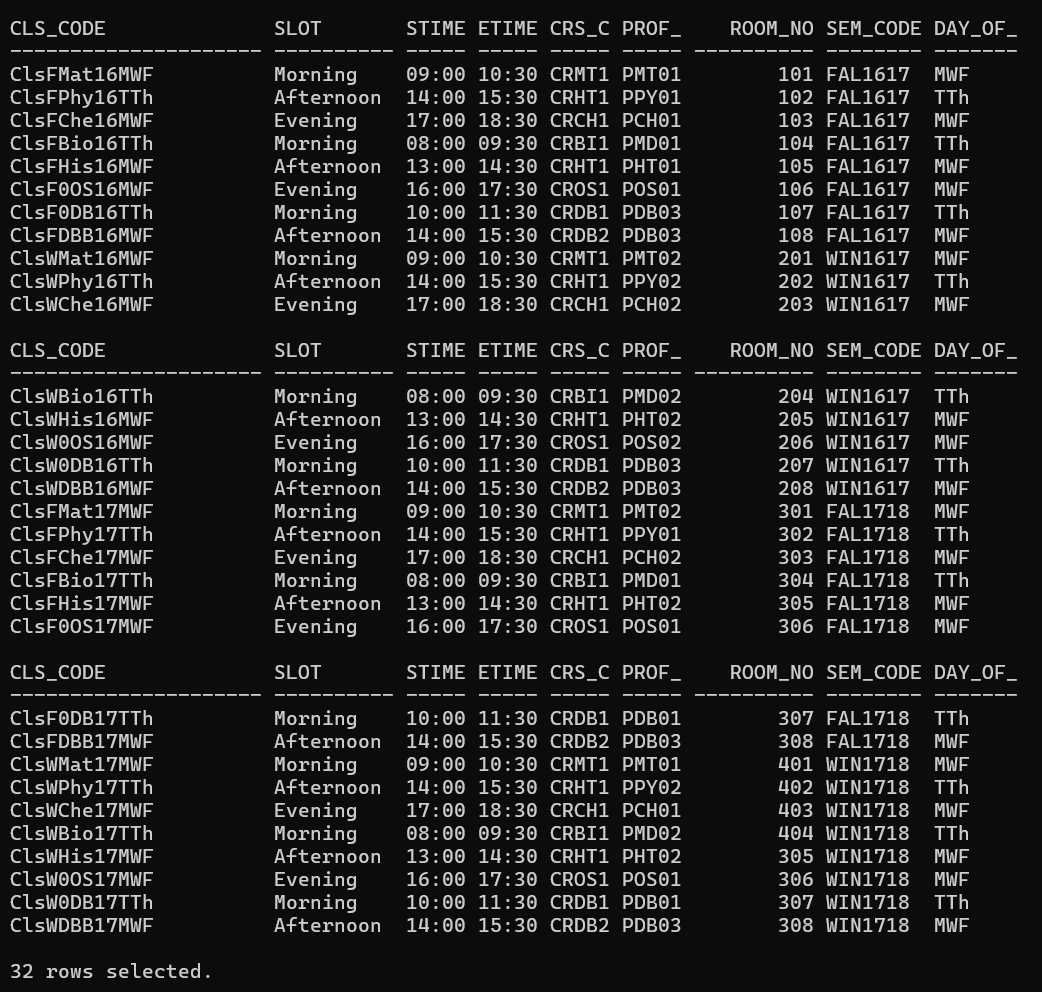 CLS_CODE              SLOT       STIME ETIME CRS_C PROF_    ROOM_NO SEM_CODE DAY_OF_
--------------------- ---------- ----- ----- ----- ----- ---------- -------- -------
ClsFMat16MWF          Morning    09:00 10:30 CRMT1 PMT01        101 FAL1617  MWF
ClsFPhy16TTh          Afternoon  14:00 15:30 CRHT1 PPY01        102 FAL1617  TTh
ClsFChe16MWF          Evening    17:00 18:30 CRCH1 PCH01        103 FAL1617  MWF
ClsFBio16TTh          Morning    08:00 09:30 CRBI1 PMD01        104 FAL1617  TTh
ClsFHis16MWF          Afternoon  13:00 14:30 CRHT1 PHT01        105 FAL1617  MWF
ClsF0OS16MWF          Evening    16:00 17:30 CROS1 POS01        106 FAL1617  MWF
ClsF0DB16TTh          Morning    10:00 11:30 CRDB1 PDB03        107 FAL1617  TTh
ClsFDBB16MWF          Afternoon  14:00 15:30 CRDB2 PDB03        108 FAL1617  MWF
ClsWMat16MWF          Morning    09:00 10:30 CRMT1 PMT02        201 WIN1617  MWF
ClsWPhy16TTh          Afternoon  14:00 15:30 CRHT1 PPY02        202 WIN1617  TTh
ClsWChe16MWF          Evening    17:00 18:30 CRCH1 PCH02        203 WIN1617  MWF

CLS_CODE              SLOT       STIME ETIME CRS_C PROF_    ROOM_NO SEM_CODE DAY_OF_
--------------------- ---------- ----- ----- ----- ----- ---------- -------- -------
ClsWBio16TTh          Morning    08:00 09:30 CRBI1 PMD02        204 WIN1617  TTh
ClsWHis16MWF          Afternoon  13:00 14:30 CRHT1 PHT02        205 WIN1617  MWF
ClsW0OS16MWF          Evening    16:00 17:30 CROS1 POS02        206 WIN1617  MWF
ClsW0DB16TTh          Morning    10:00 11:30 CRDB1 PDB03        207 WIN1617  TTh
ClsWDBB16MWF          Afternoon  14:00 15:30 CRDB2 PDB03        208 WIN1617  MWF
ClsFMat17MWF          Morning    09:00 10:30 CRMT1 PMT02        301 FAL1718  MWF
ClsFPhy17TTh          Afternoon  14:00 15:30 CRHT1 PPY01        302 FAL1718  TTh
ClsFChe17MWF          Evening    17:00 18:30 CRCH1 PCH02        303 FAL1718  MWF
ClsFBio17TTh          Morning    08:00 09:30 CRBI1 PMD01        304 FAL1718  TTh
ClsFHis17MWF          Afternoon  13:00 14:30 CRHT1 PHT02        305 FAL1718  MWF
ClsF0OS17MWF          Evening    16:00 17:30 CROS1 POS01        306 FAL1718  MWF

CLS_CODE              SLOT       STIME ETIME CRS_C PROF_    ROOM_NO SEM_CODE DAY_OF_
--------------------- ---------- ----- ----- ----- ----- ---------- -------- -------
ClsF0DB17TTh          Morning    10:00 11:30 CRDB1 PDB01        307 FAL1718  TTh
ClsFDBB17MWF          Afternoon  14:00 15:30 CRDB2 PDB03        308 FAL1718  MWF
ClsWMat17MWF          Morning    09:00 10:30 CRMT1 PMT01        401 WIN1718  MWF
ClsWPhy17TTh          Afternoon  14:00 15:30 CRHT1 PPY02        402 WIN1718  TTh
ClsWChe17MWF          Evening    17:00 18:30 CRCH1 PCH01        403 WIN1718  MWF
ClsWBio17TTh          Morning    08:00 09:30 CRBI1 PMD02        404 WIN1718  TTh
ClsWHis17MWF          Afternoon  13:00 14:30 CRHT1 PHT02        305 WIN1718  MWF
ClsW0OS17MWF          Evening    16:00 17:30 CROS1 POS01        306 WIN1718  MWF
ClsW0DB17TTh          Morning    10:00 11:30 CRDB1 PDB01        307 WIN1718  TTh
ClsWDBB17MWF          Afternoon  14:00 15:30 CRDB2 PDB03        308 WIN1718  MWF

32 rows selected.